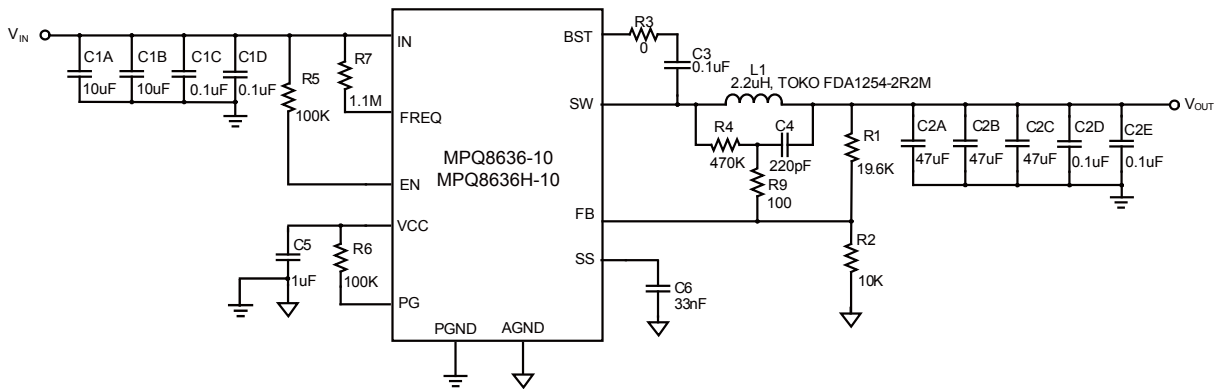 V_IN
C1A
10uF
C1B
10uF
C1C
0.1uF
C1D
0.1uF
R5
100K
R7
1.1M
IN
FREQ
EN
VCC
PG
PGND
AGND
BST
SW
FB
SS
MPQ8636-10
MPQ8636H-10
C5
1uF
R6
100K
R3
0
C3
0.1uF
L1
2.2uH, TOKO FDA1254-2R2M
R4
470K
C4
220pF
R9
100
R1
19.6K
R2
10K
C6
33nF
C2A
47uF
C2B
47uF
C2C
47uF
C2D
0.1uF
C2E
0.1uF
V_OUT